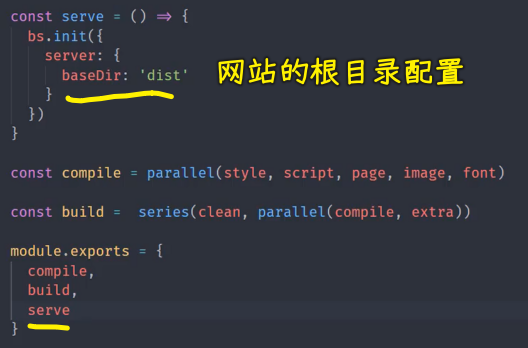 const serve = () => {
  bs.init({
    server: {
      baseDir: 'dist'
网站的根目录配置
    }
  })
}
const compile = parallel(style, script, page, image, font)
const build =  series(clean, parallel(compile, extra))
module.exports = {
  compile,
  build,
  serve
}